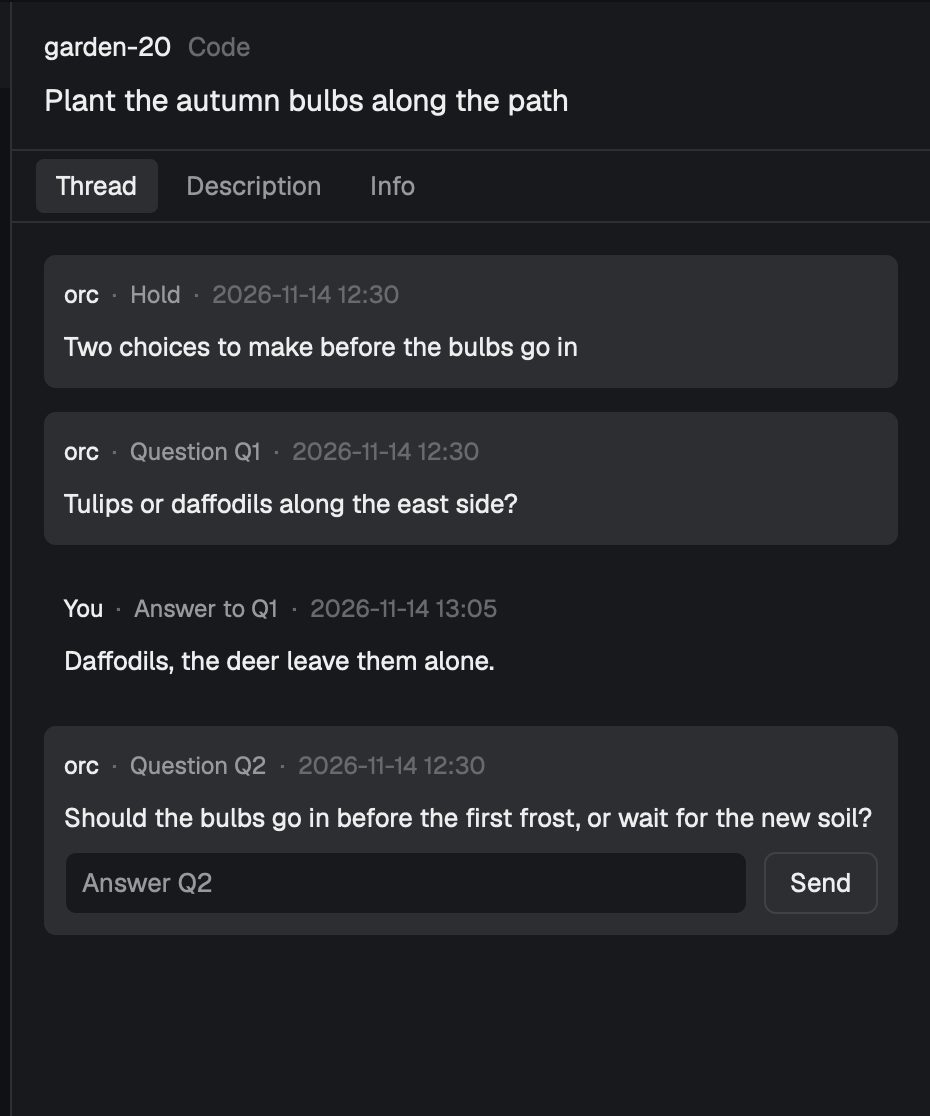 garden-20 Code
Plant the autumn bulbs along the path
Thread Description Info
orc · Hold · 2026-11-14 12:30
Two choices to make before the bulbs go in
orc · Question Q1 · 2026-11-14 12:30
Tulips or daffodils along the east side?
You · Answer to Q1 · 2026-11-14 13:05
Daffodils, the deer leave them alone.
orc · Question Q2 · 2026-11-14 12:30
Should the bulbs go in before the first frost, or wait for the new soil?
Answer Q2 Send